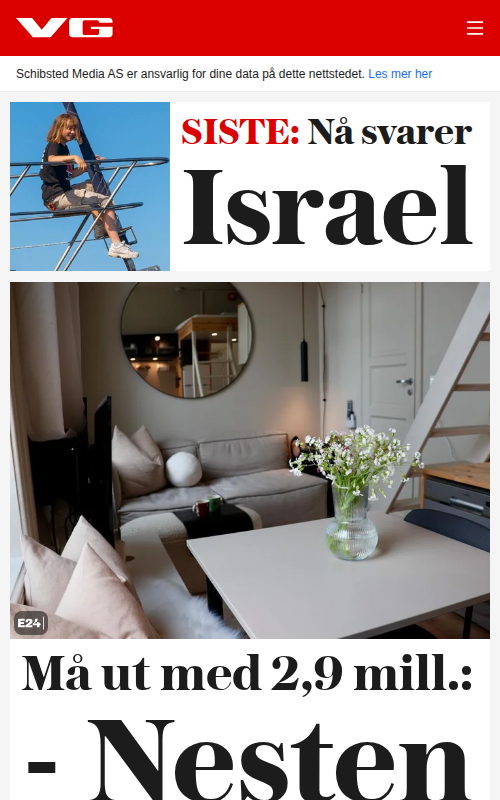 VG
Schibsted Media AS er ansvarlig for dine data på dette nettstedet. Les mer her
SISTE: Nå svarer
Israel
E24
Må ut med 2,9 mill.:
- Nesten